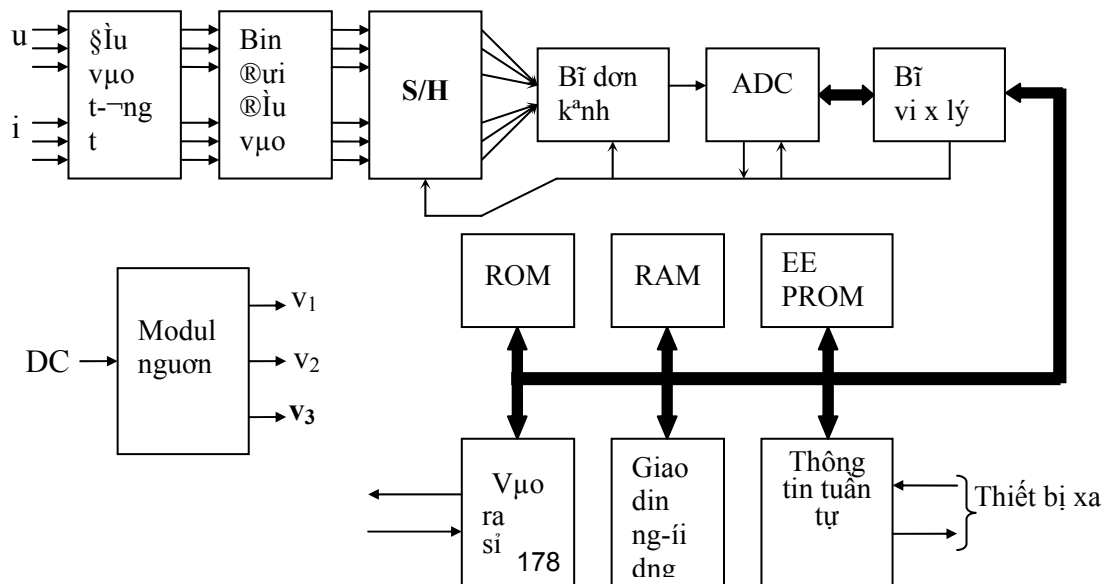 u
i
§Ìu
vµo
t-¬ng
t
Bin
®ưi
®Ìu
vµo
S/H
Bĩ dơn
kªnh
ADC
Bĩ
vi x lý
ROM
RAM
EE
PROM
DC
Modul
nguơn
v1
v2
v3
Vµo
ra
sỉ
178
Giao
din
ng-íi
dng
Thông
tin tuần
tự
Thiết bị xa